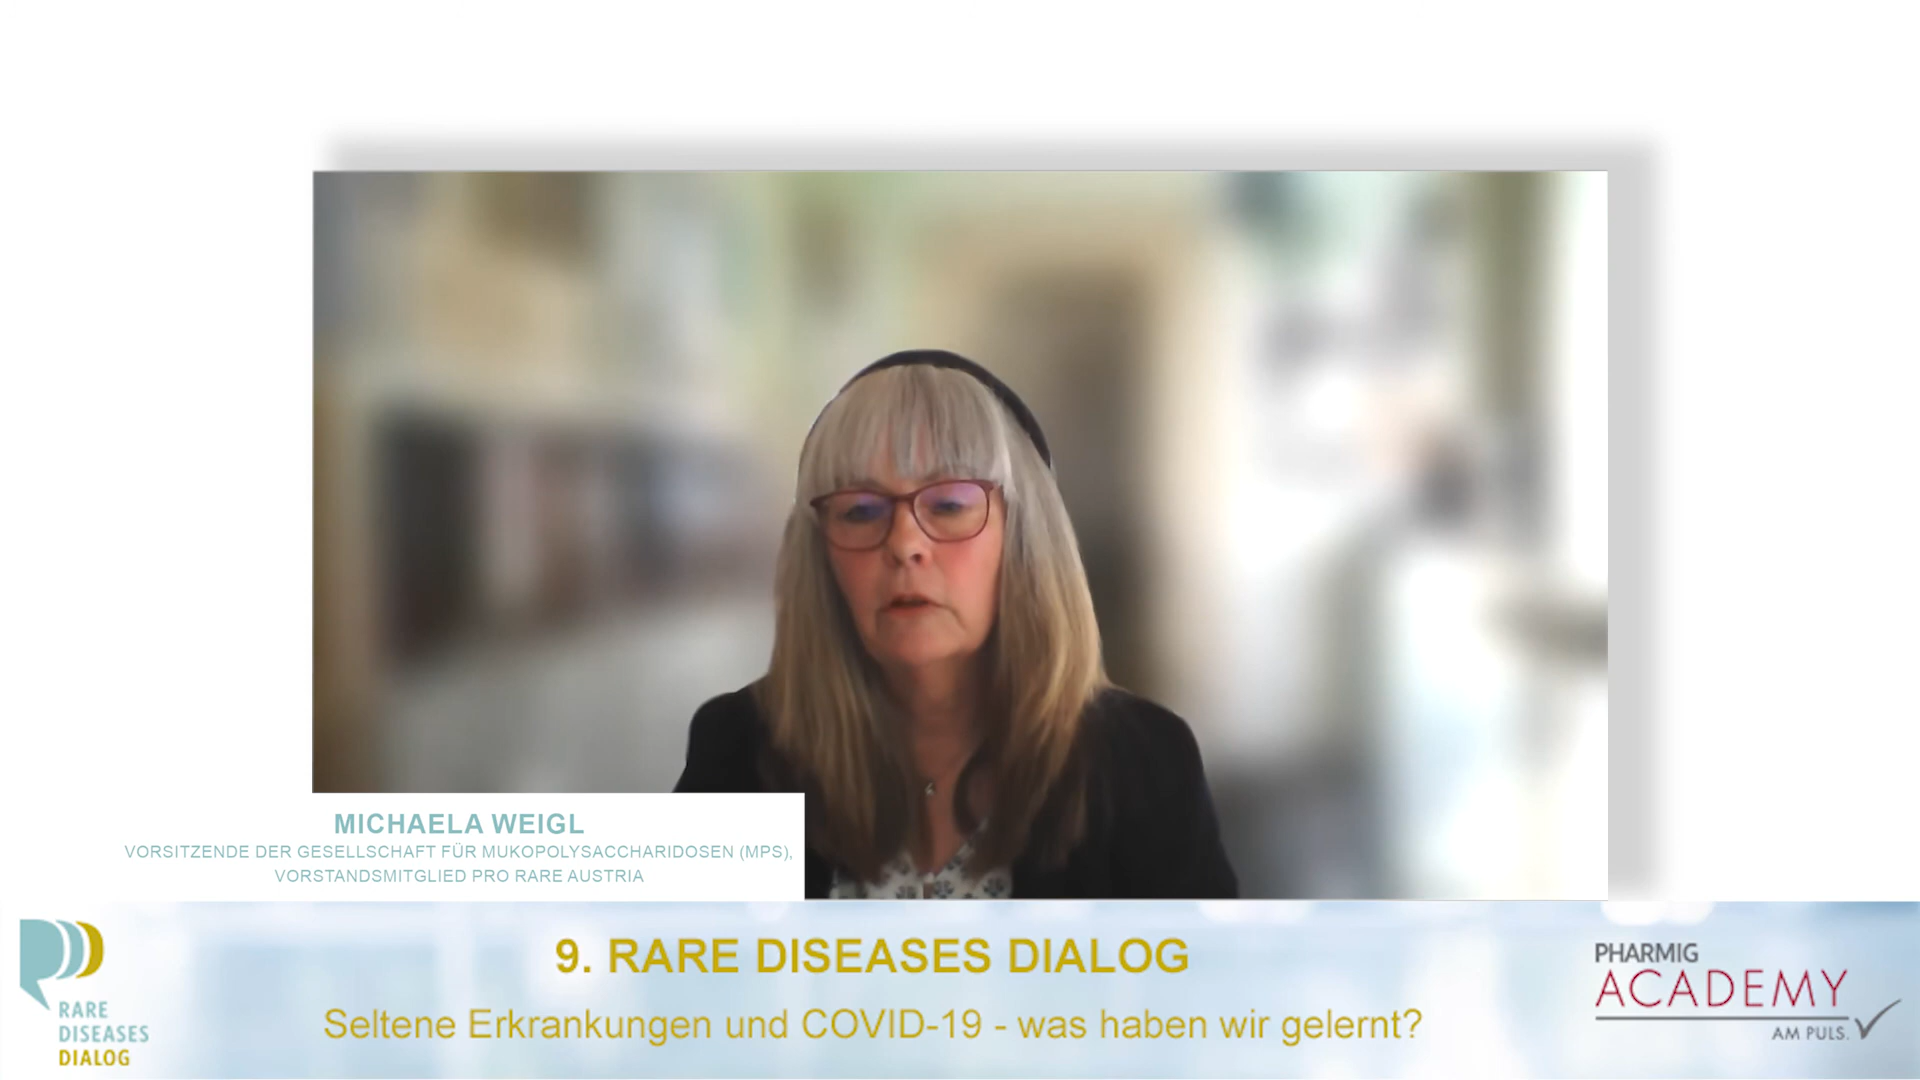 MICHAELA WEIGL
VORSITZENDE DER GESELLSCHAFT FÜR MUKOPOLYSACCHARIDOSEN (MPS),
VORSTANDSMITGLIED PRO RARE AUSTRIA
9. RARE DISEASES DIALOG
Seltene Erkrankungen und COVID-19 - was haben wir gelernt?
RARE
DISEASES
DIALOG
PHARMIG
ACADEMY
AM PULS.